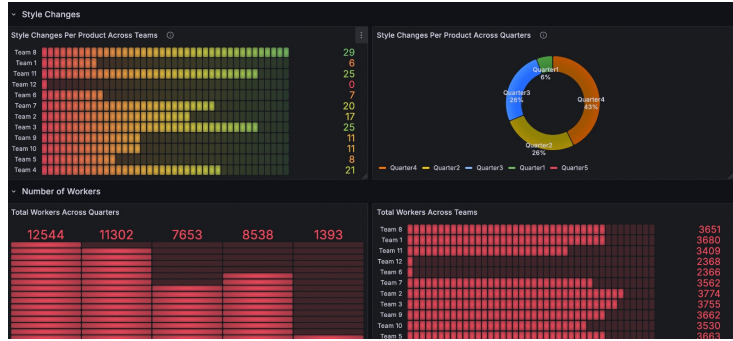 Style Changes
Style Changes Per Product Across Teams
Team 8 29
Team 1 6
Team 11 25
Team 12 0
Team 6 7
Team 7 20
Team 2 17
Team 3 25
Team 9 11
Team 10 11
Team 5 8
Team 4 21
Style Changes Per Product Across Quarters
Quarter1
6%
Quarter3
26%
Quarter4
43%
Quarter2
26%
Quarter4 Quarter2 Quarter3 Quarter1 Quarter5
Number of Workers
Total Workers Across Quarters
12544 11302 7653 8538 1393
Total Workers Across Teams
Team 8 3651
Team 1 3680
Team 11 3409
Team 12 2368
Team 6 2366
Team 7 3562
Team 2 3774
Team 3 3755
Team 9 3662
Team 10 3530
Team 5 3663